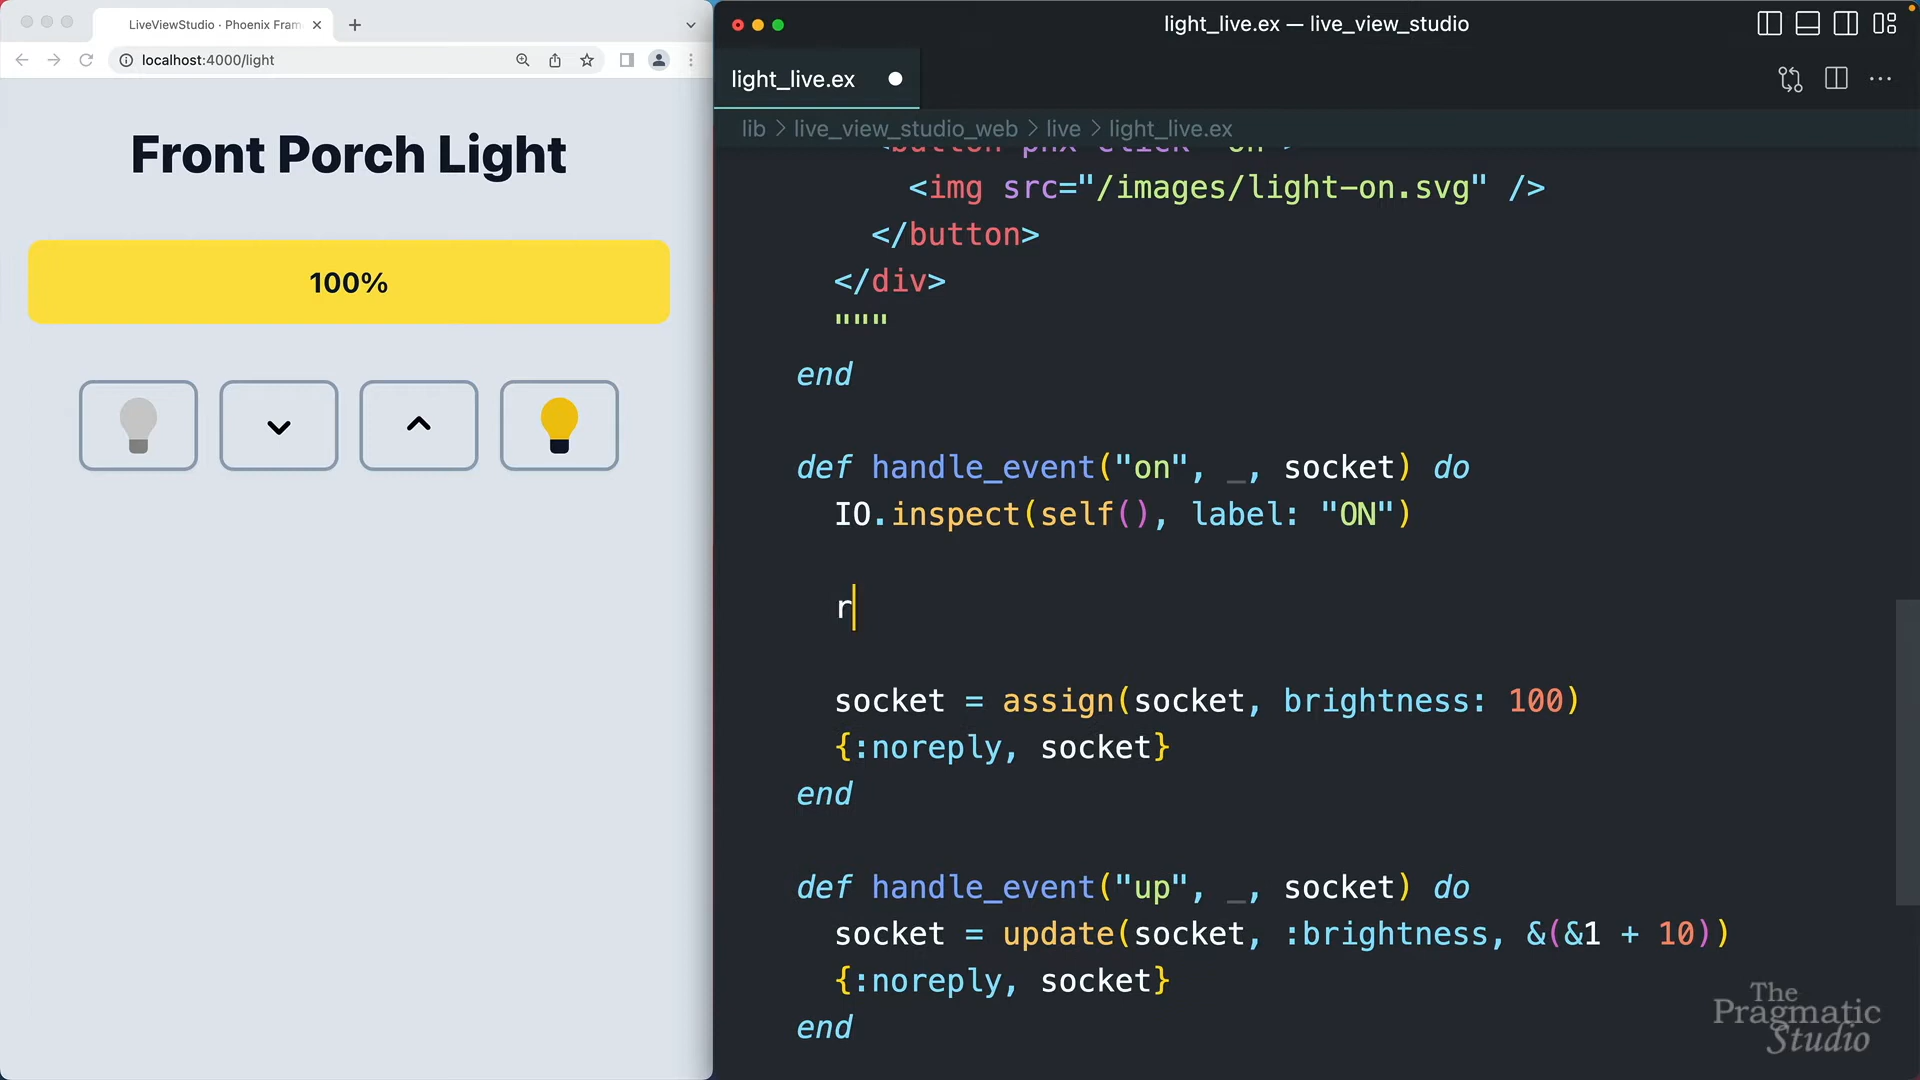 LiveViewStudio · Phoenix Fram
localhost:4000/light
Front Porch Light
100%
light_live.ex — live_view_studio
light_live.ex
lib > live_view_studio_web > live > light_live.ex
<img src="/images/light-on.svg" />
</button>
</div>
"""
end
def handle_event("on", _, socket) do
IO.inspect(self(), label: "ON")
r
socket = assign(socket, brightness: 100)
{:noreply, socket}
end
def handle_event("up", _, socket) do
socket = update(socket, :brightness, &(&1 + 10))
{:noreply, socket}
end
The
Pragmatic
Studio